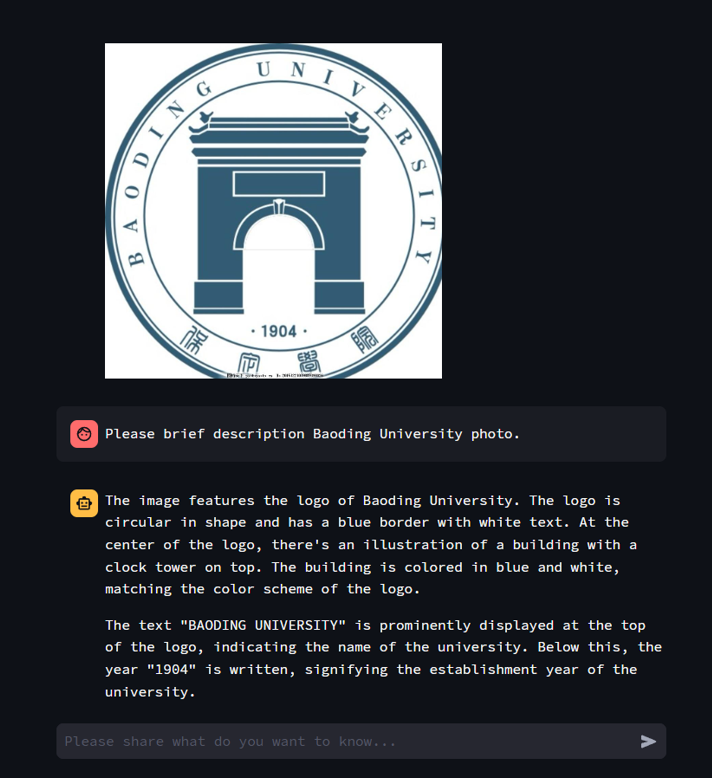 BAODING UNIVERSITY
· 1904 ·
保定學院
Please brief description Baoding University photo.
The image features the logo of Baoding University. The logo is
circular in shape and has a blue border with white text. At the
center of the logo, there's an illustration of a building with a
clock tower on top. The building is colored in blue and white,
matching the color scheme of the logo.
The text "BAODING UNIVERSITY" is prominently displayed at the top
of the logo, indicating the name of the university. Below this, the
year "1904" is written, signifying the establishment year of the
university.
Please share what do you want to know...